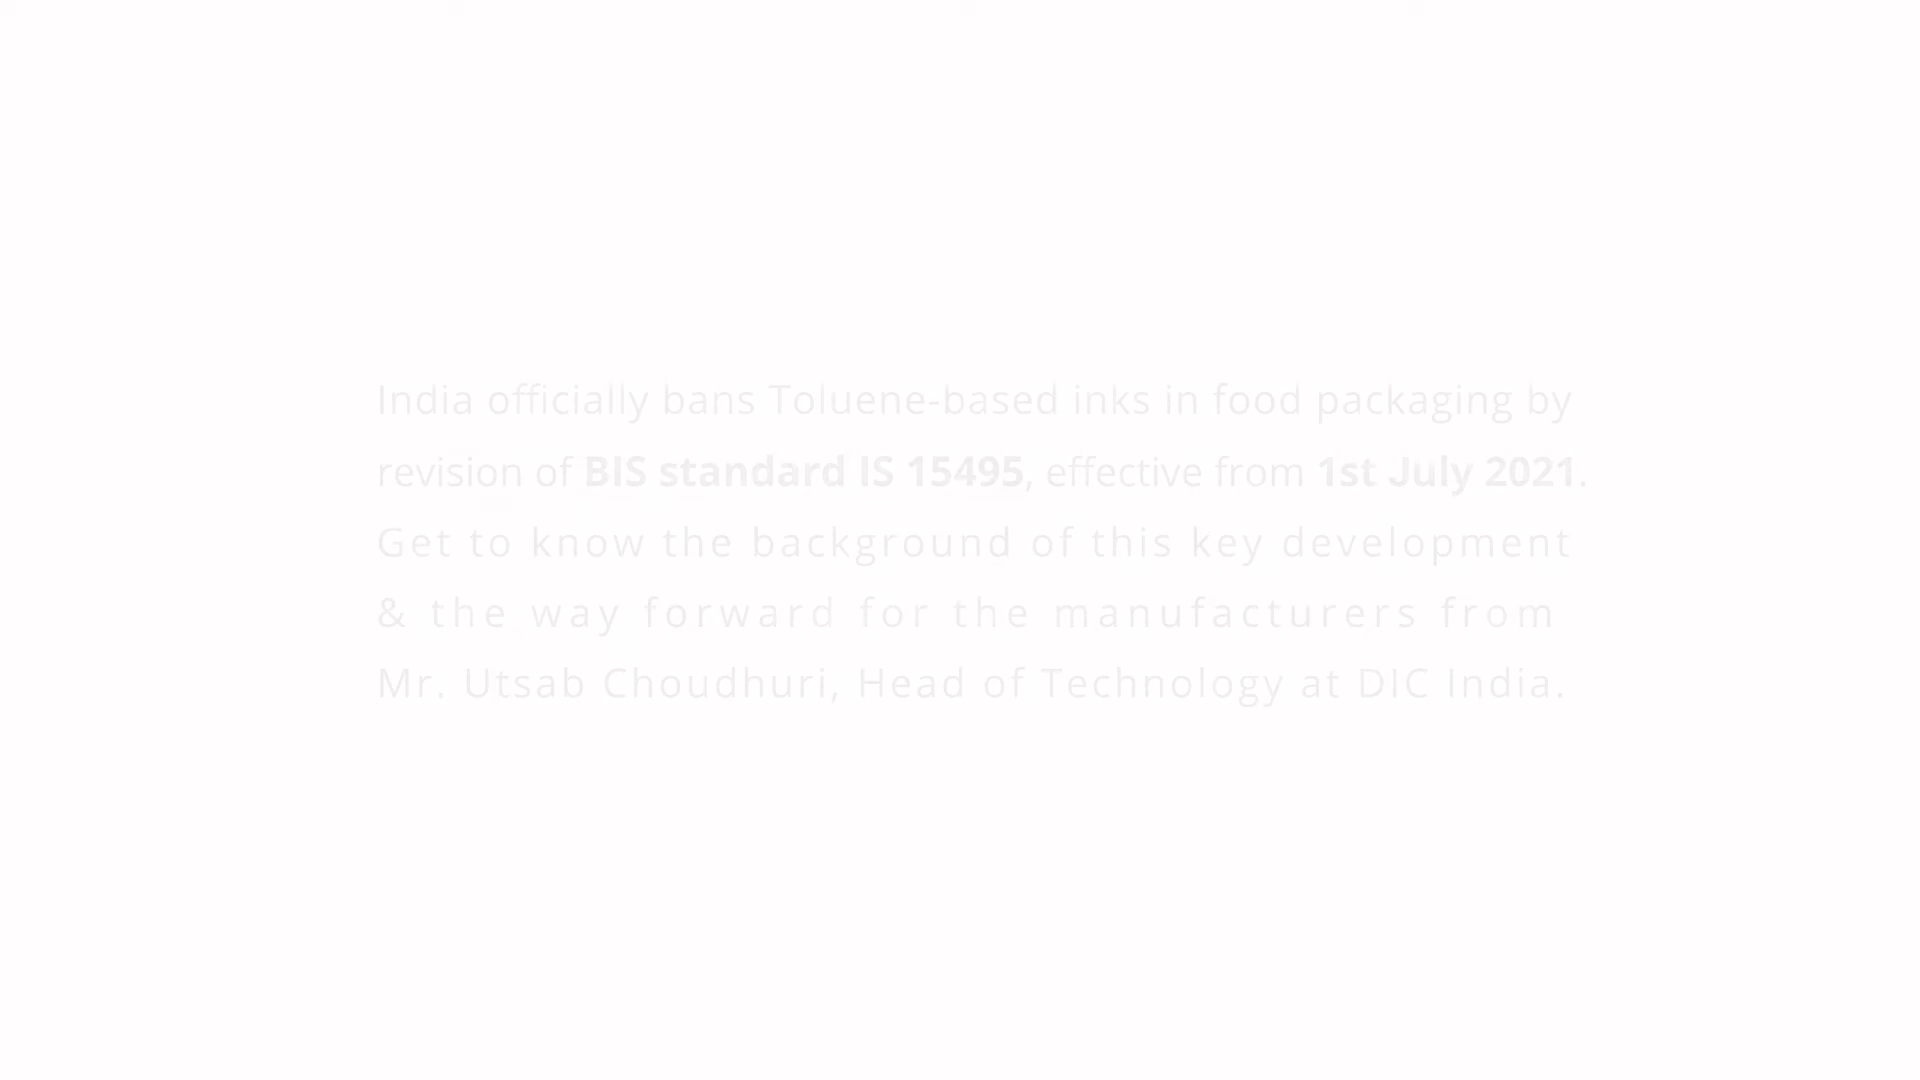 India officially bans Toluene-based inks in food packaging by
revision of BIS standard IS 15495, effective from 1st July 2021.
Get to know the background of this key development
& the way forward for the manufacturers from
Mr. Utsab Choudhuri, Head of Technology at DIC India.